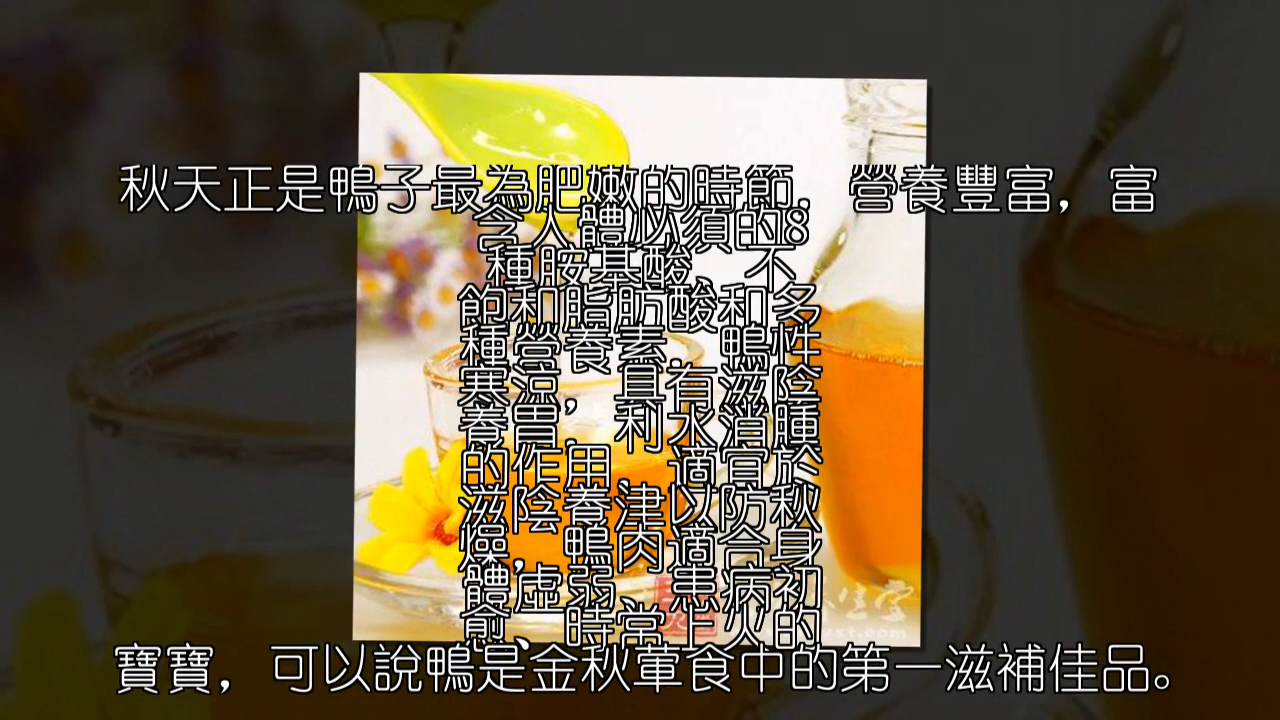 秋天正是鴨子最為肥嫩的時節，營養豐富，富
含人體必須的8
種胺基酸、不
飽和脂肪酸和多
種營養素。鴨性
寒涼，具有滋陰
養胃、利水消腫
的作用，適宜於
滋陰養津以防秋
燥，鴨肉適合身
體虛弱、患病初
愈、時常上火的
寶寶，可以說鴨是金秋葷食中的第一滋補佳品。